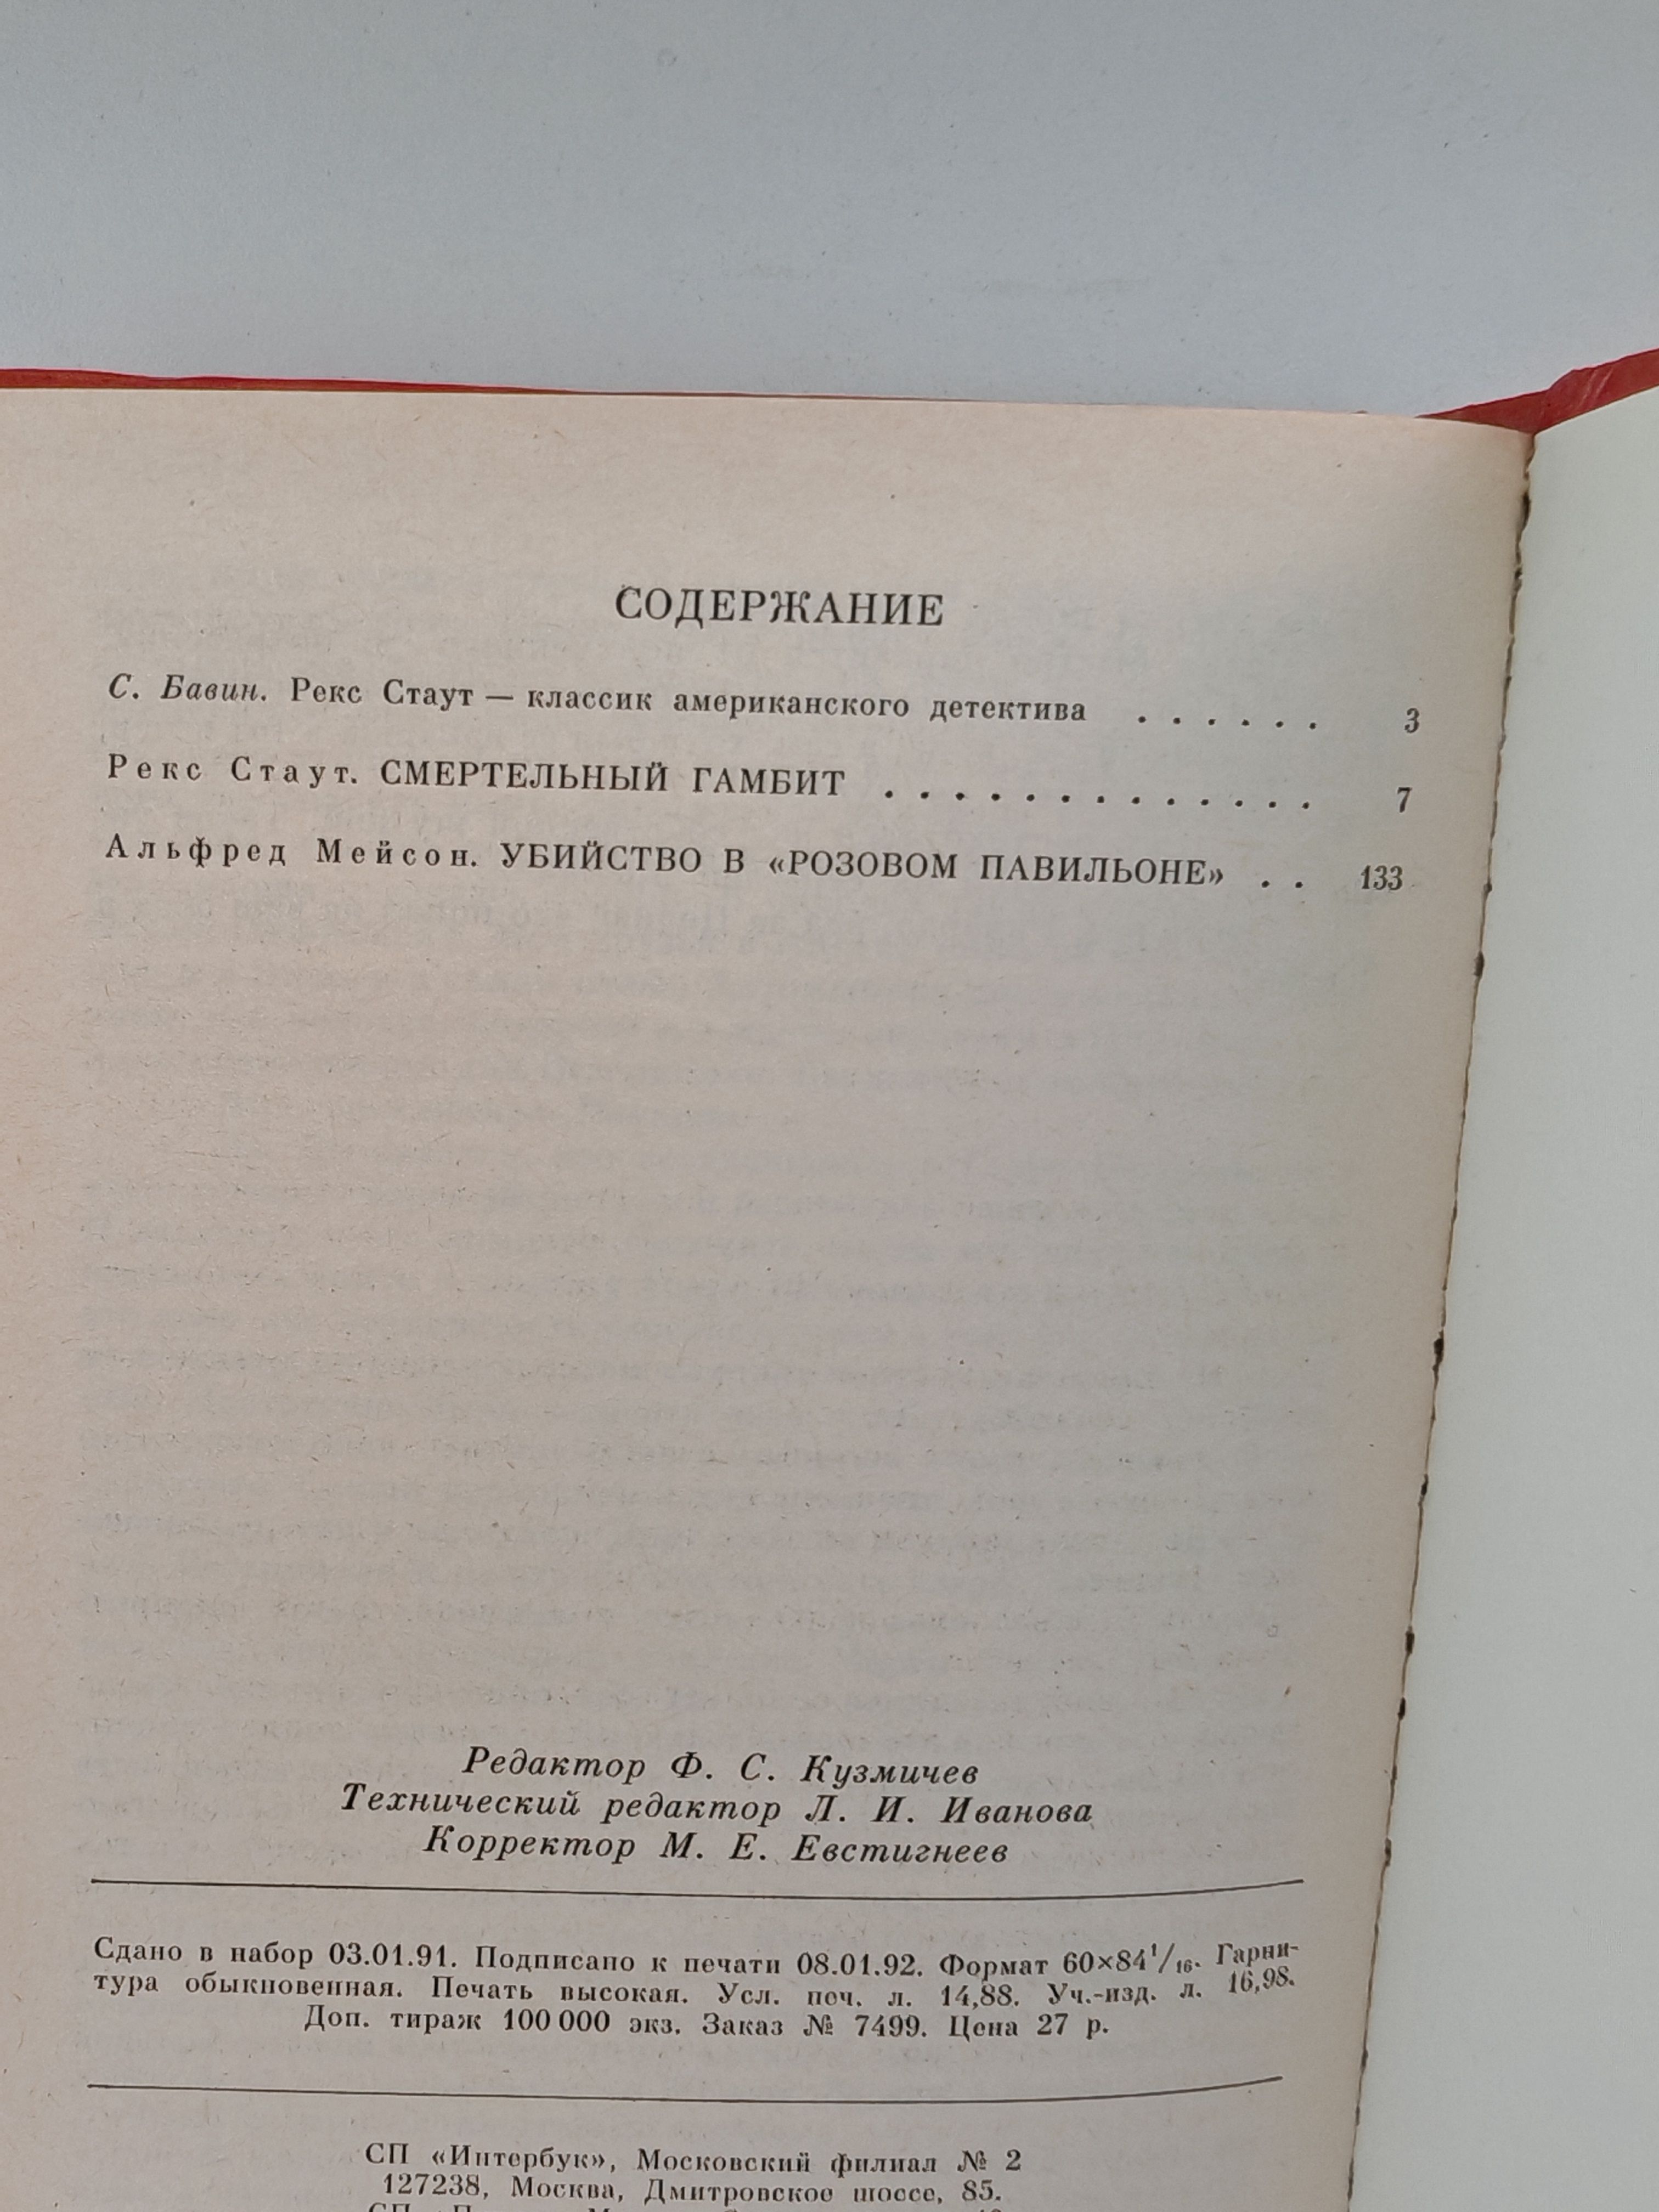 СОДЕРЖАНИЕ
С. Бавин. Рекс Стаут — классик американского детектива . . . . . . 3
Рекс Стаут. СМЕРТЕЛЬНЫЙ ГАМБИТ . . . . . . . . . . . . . 7
Альфред Мейсон. УБИЙСТВО В «РОЗОВОМ ПАВИЛЬОНЕ» . . 133
Редактор Ф. С. Кузмичев
Технический редактор Л. И. Иванова
Корректор М. Е. Евстигнеев
Сдано в набор 03.01.91. Подписано к печати 08.01.92. Формат 60×84¹/₁₆. Гарни-
тура обыкновенная. Печать высокая. Усл. печ. л. 14,88. Уч.-изд. л. 16,98.
Доп. тираж 100 000 экз. Заказ № 7499. Цена 27 р.
СП «Интербук», Московский филиал № 2
127238, Москва, Дмитровское шоссе, 85.